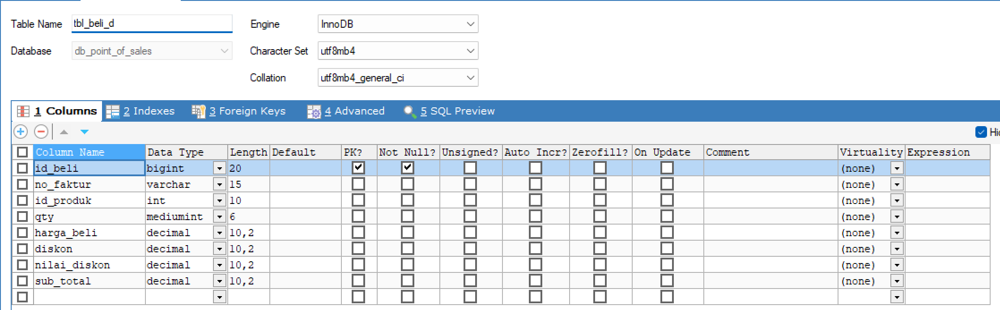 Table Name tbl_beli_d Engine InnoDB
Database db_point_of_sales Character Set utf8mb4
Collation utf8mb4_general_ci
1 Columns 2 Indexes 3 Foreign Keys 4 Advanced 5 SQL Preview
Column Name Data Type Length Default PK? Not Null? Unsigned? Auto Incr? Zerofill? On Update Comment Virtuality Expression
id_beli bigint 20 (none)
no_faktur varchar 15 (none)
id_produk int 10 (none)
qty mediumint 6 (none)
harga_beli decimal 10,2 (none)
diskon decimal 10,2 (none)
nilai_diskon decimal 10,2 (none)
sub_total decimal 10,2 (none)